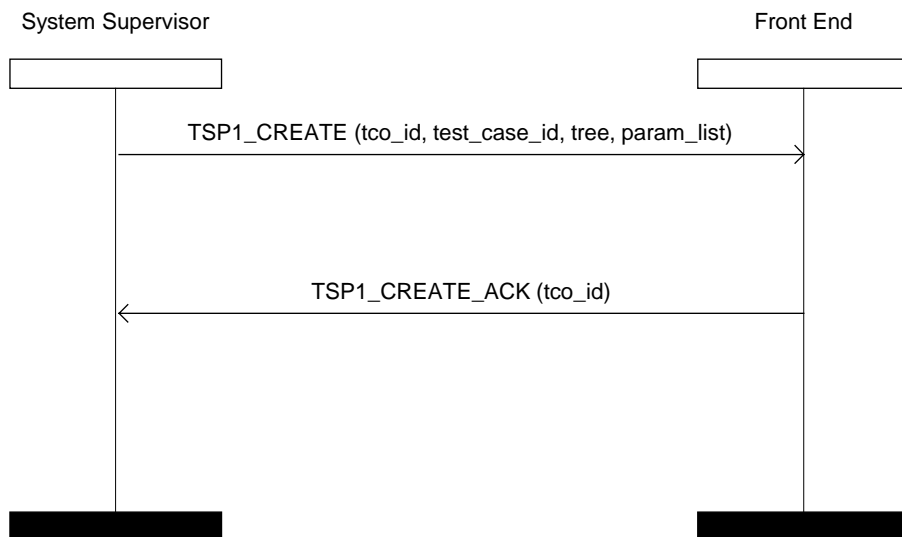 System Supervisor
Front End
TSP1_CREATE (tco_id, test_case_id, tree, param_list)
TSP1_CREATE_ACK (tco_id)